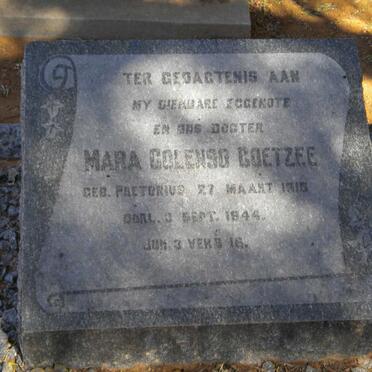 TER GEDAGTENIS AAN
MY DIERBARE EGGENOTE
EN ONS DOGTER
MARA COLENSO COETZEE
GEB. PRETORIUS 27 MAART 1910
OORL. 3 SEPT. 1944.
JOH. 3 VERS 16.